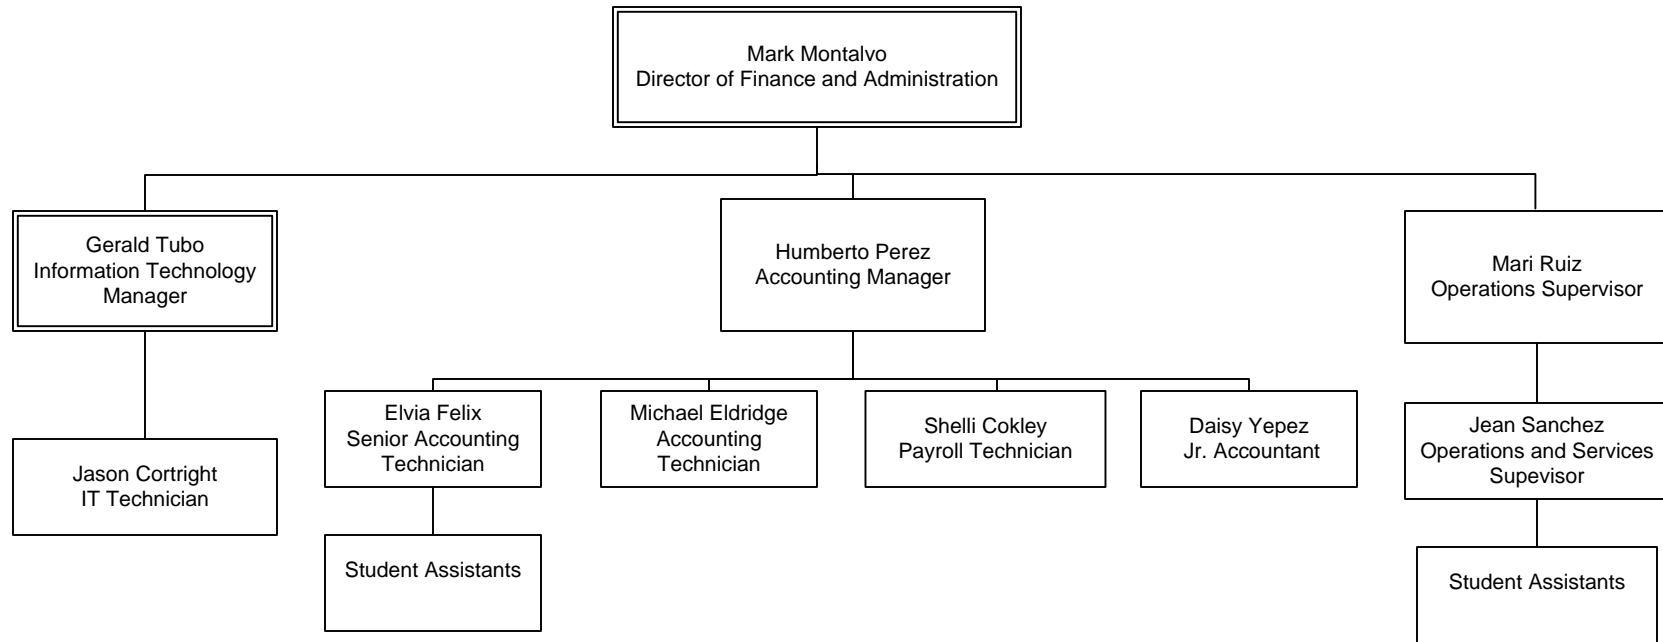 Mark Montalvo
Director of Finance and Administration
Gerald Tubo
Information Technology
Manager
Humberto Perez
Accounting Manager
Mari Ruiz
Operations Supervisor
Elvia Felix
Senior Accounting
Technician
Michael Eldridge
Accounting
Technician
Shelli Cokley
Payroll Technician
Daisy Yepez
Jr. Accountant
Jean Sanchez
Operations and Services
Supevisor
Jason Cortright
IT Technician
Student Assistants
Student Assistants